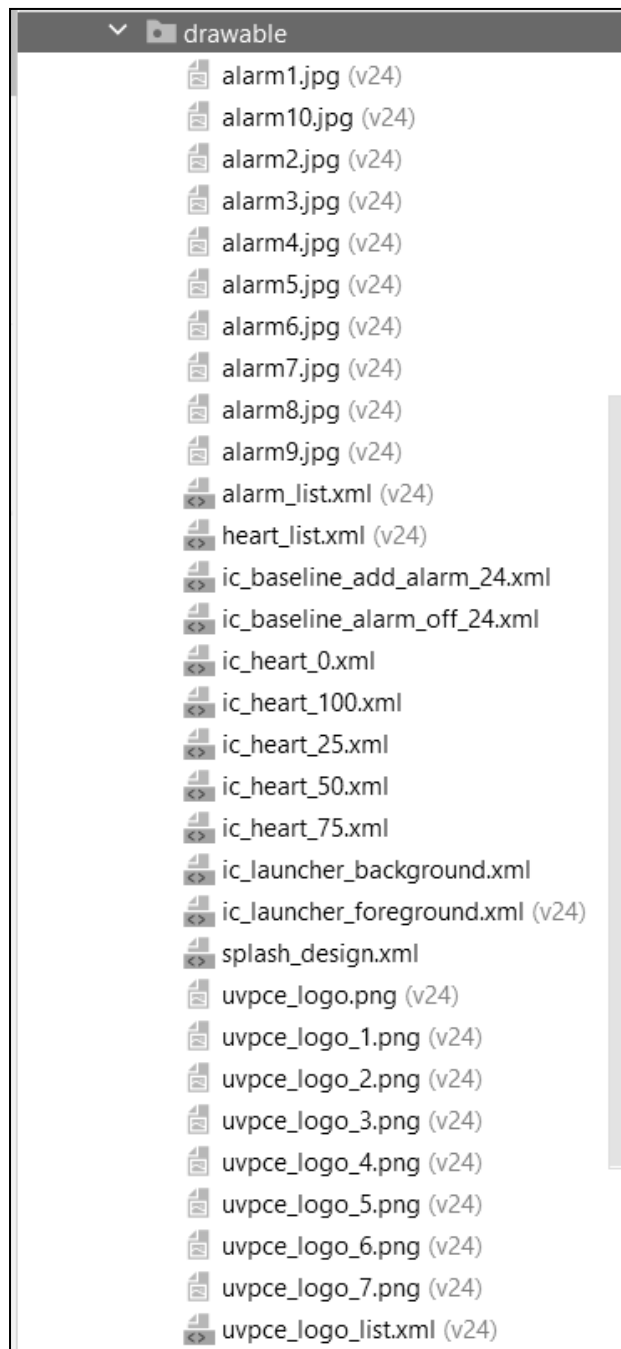 drawable
alarm1.jpg (v24)
alarm10.jpg (v24)
alarm2.jpg (v24)
alarm3.jpg (v24)
alarm4.jpg (v24)
alarm5.jpg (v24)
alarm6.jpg (v24)
alarm7.jpg (v24)
alarm8.jpg (v24)
alarm9.jpg (v24)
alarm_list.xml (v24)
heart_list.xml (v24)
ic_baseline_add_alarm_24.xml
ic_baseline_alarm_off_24.xml
ic_heart_0.xml
ic_heart_100.xml
ic_heart_25.xml
ic_heart_50.xml
ic_heart_75.xml
ic_launcher_background.xml
ic_launcher_foreground.xml (v24)
splash_design.xml
uvpce_logo.png (v24)
uvpce_logo_1.png (v24)
uvpce_logo_2.png (v24)
uvpce_logo_3.png (v24)
uvpce_logo_4.png (v24)
uvpce_logo_5.png (v24)
uvpce_logo_6.png (v24)
uvpce_logo_7.png (v24)
uvpce_logo_list.xml (v24)